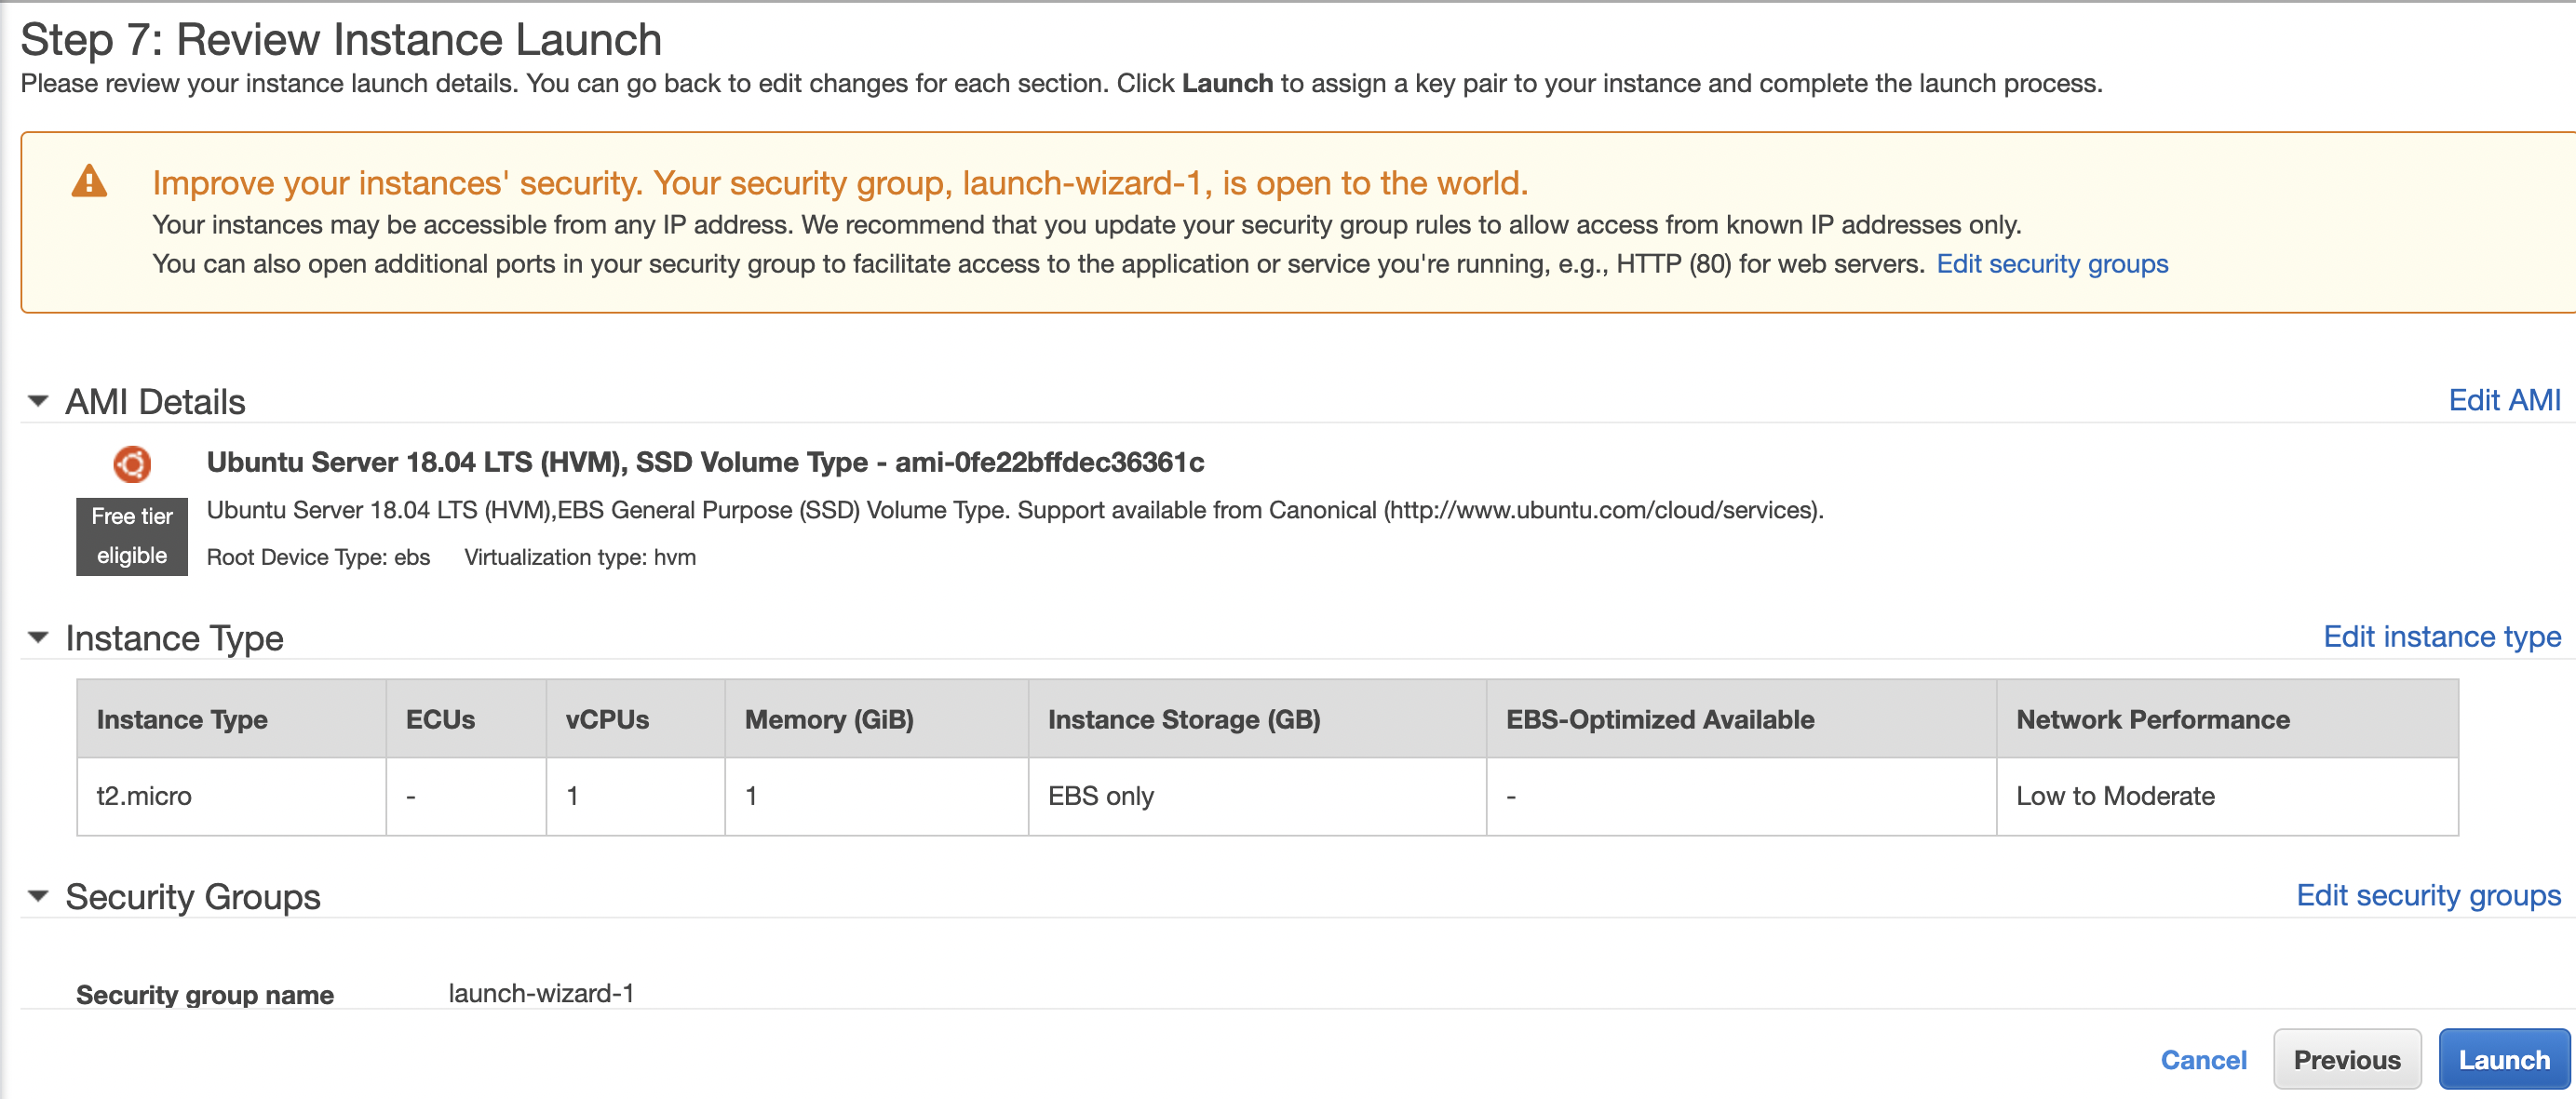 Step 7: Review Instance Launch
Please review your instance launch details. You can go back to edit changes for each section. Click Launch to assign a key pair to your instance and complete the launch process.
Improve your instances' security. Your security group, launch-wizard-1, is open to the world.
Your instances may be accessible from any IP address. We recommend that you update your security group rules to allow access from known IP addresses only.
You can also open additional ports in your security group to facilitate access to the application or service you're running, e.g., HTTP (80) for web servers. Edit security groups
AMI Details Edit AMI
Ubuntu Server 18.04 LTS (HVM), SSD Volume Type - ami-0fe22bffdec36361c
Free tier eligible
Ubuntu Server 18.04 LTS (HVM),EBS General Purpose (SSD) Volume Type. Support available from Canonical (http://www.ubuntu.com/cloud/services).
Root Device Type: ebs Virtualization type: hvm
Instance Type Edit instance type
Instance Type ECUs vCPUs Memory (GiB) Instance Storage (GB) EBS-Optimized Available Network Performance
t2.micro - 1 1 EBS only - Low to Moderate
Security Groups Edit security groups
Security group name launch-wizard-1
Cancel Previous Launch